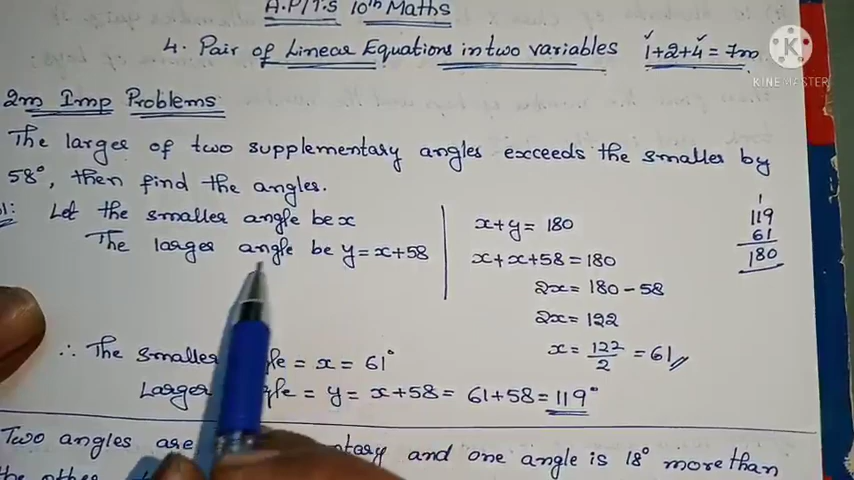 A.P/T.S 10th Maths
4. Pair of Linear Equations in two variables 1+2+4=7m
KINEMASTER
2m Imp Problems
The larger of two supplementary angles exceeds the smaller by
58°, then find the angles.
Let the smaller angle be x
The larger angle be y = x+58
x+y = 180
x+x+58 = 180
2x = 180 - 58
2x = 122
x = 122/2 = 61
1
119
61
180
∴ The smaller = x = 61°
Larger = y = x+58 = 61+58 = 119°
Two angles are and one angle is 18° more than
the other